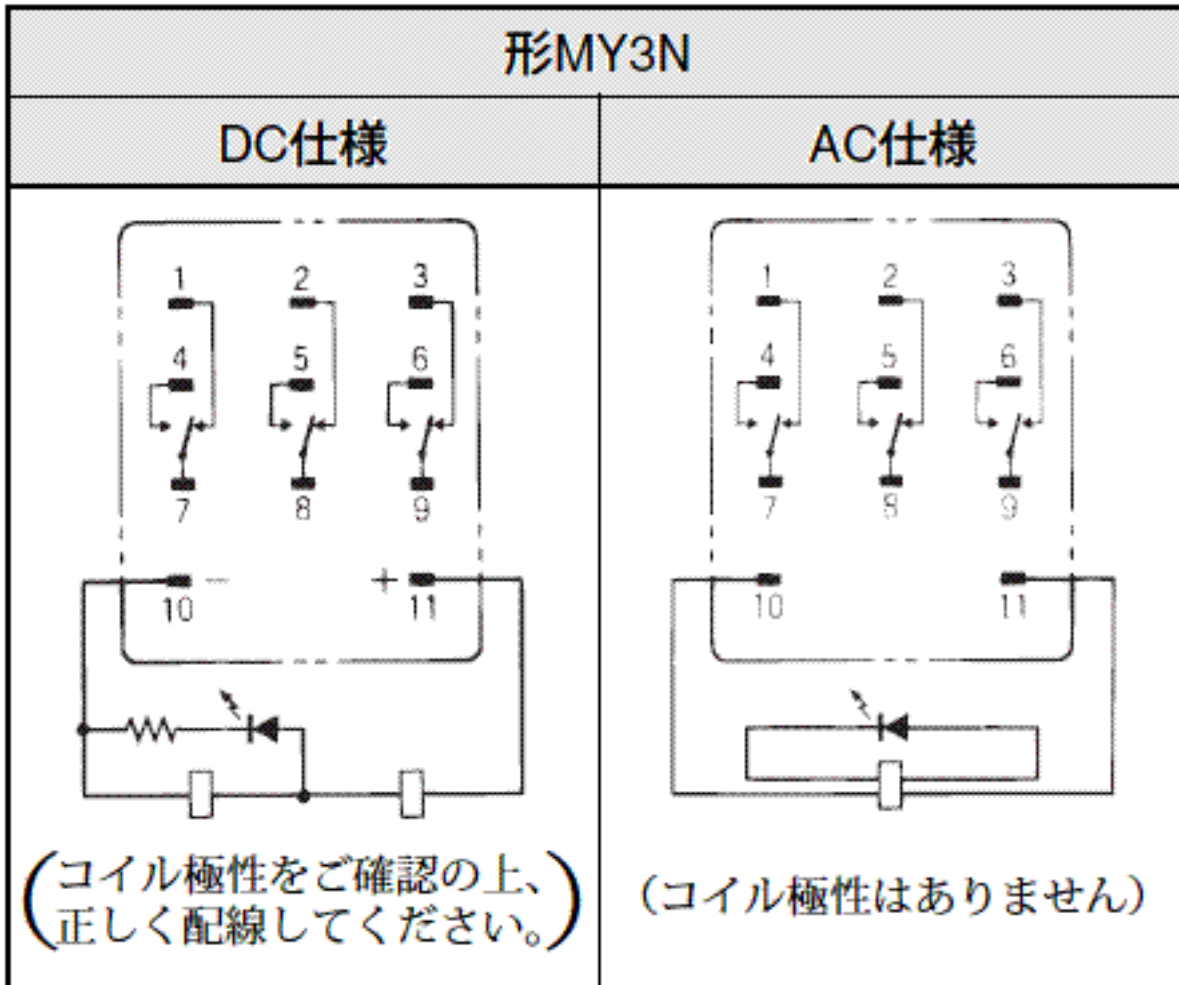 形MY3N
DC仕様
AC仕様
1 2 3
4 5 6
7 8 9
10 − + 11
1 2 3
4 5 6
7 8 9
10 11
(コイル極性をご確認の上、
正しく配線してください。)
(コイル極性はありません)